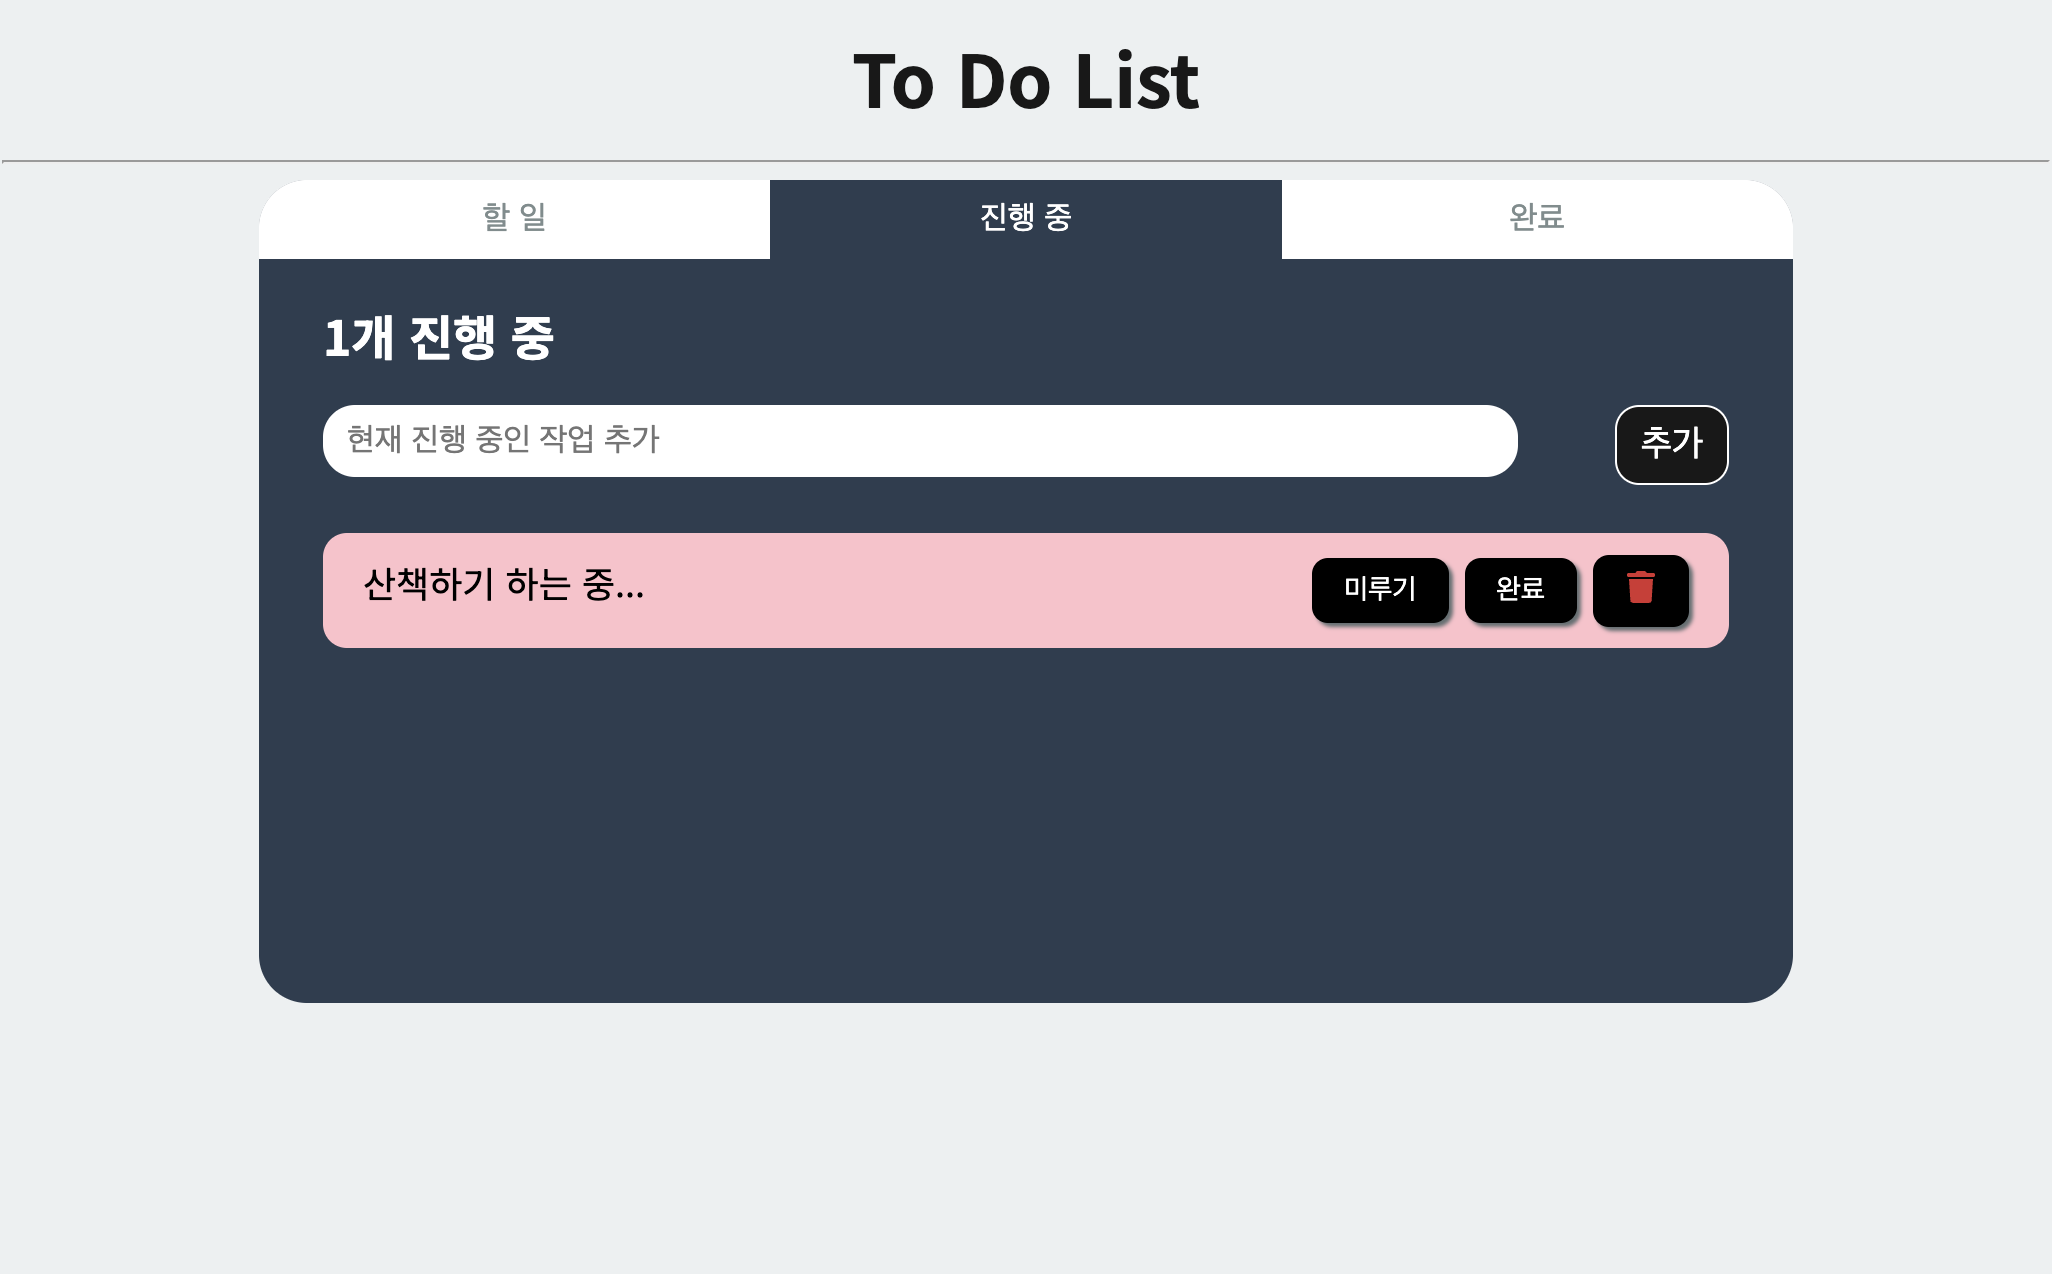 To Do List
할 일
진행 중
완료
1개 진행 중
현재 진행 중인 작업 추가
추가
산책하기 하는 중...
미루기
완료